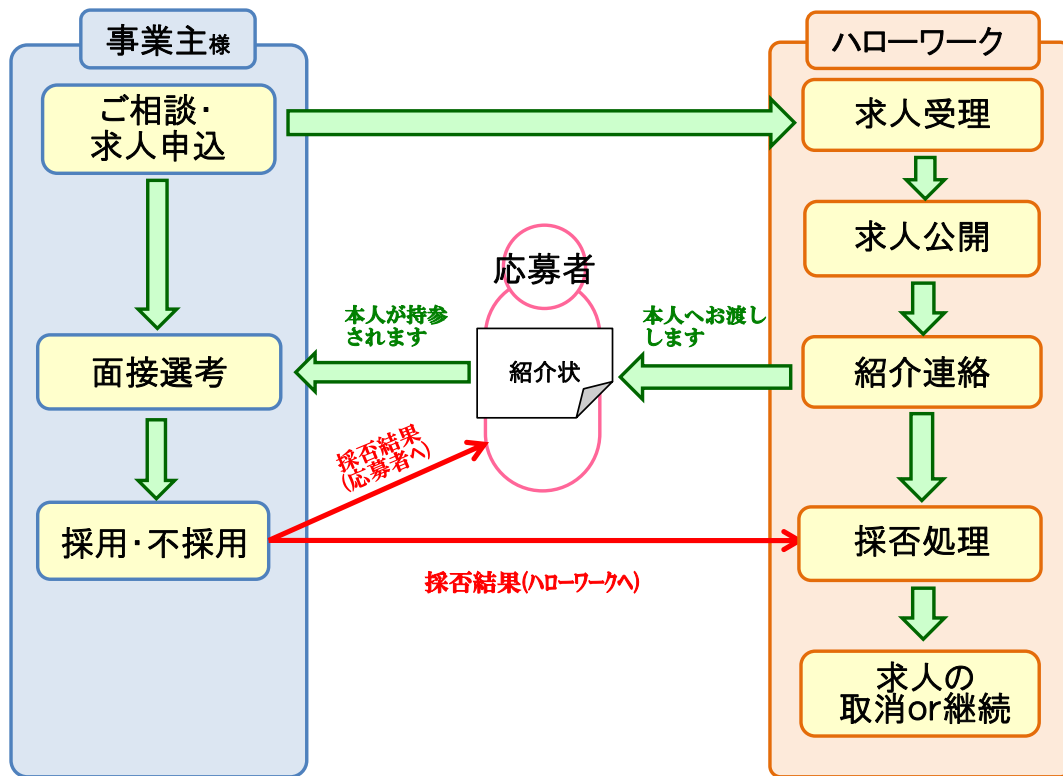 事業主様
ご相談・
求人申込
面接選考
採用・不採用
応募者
本人が持参
されます
紹介状
本人へお渡し
します
採否結果
(応募者へ)
採否結果(ハローワークへ)
ハローワーク
求人受理
求人公開
紹介連絡
採否処理
求人の
取消or継続